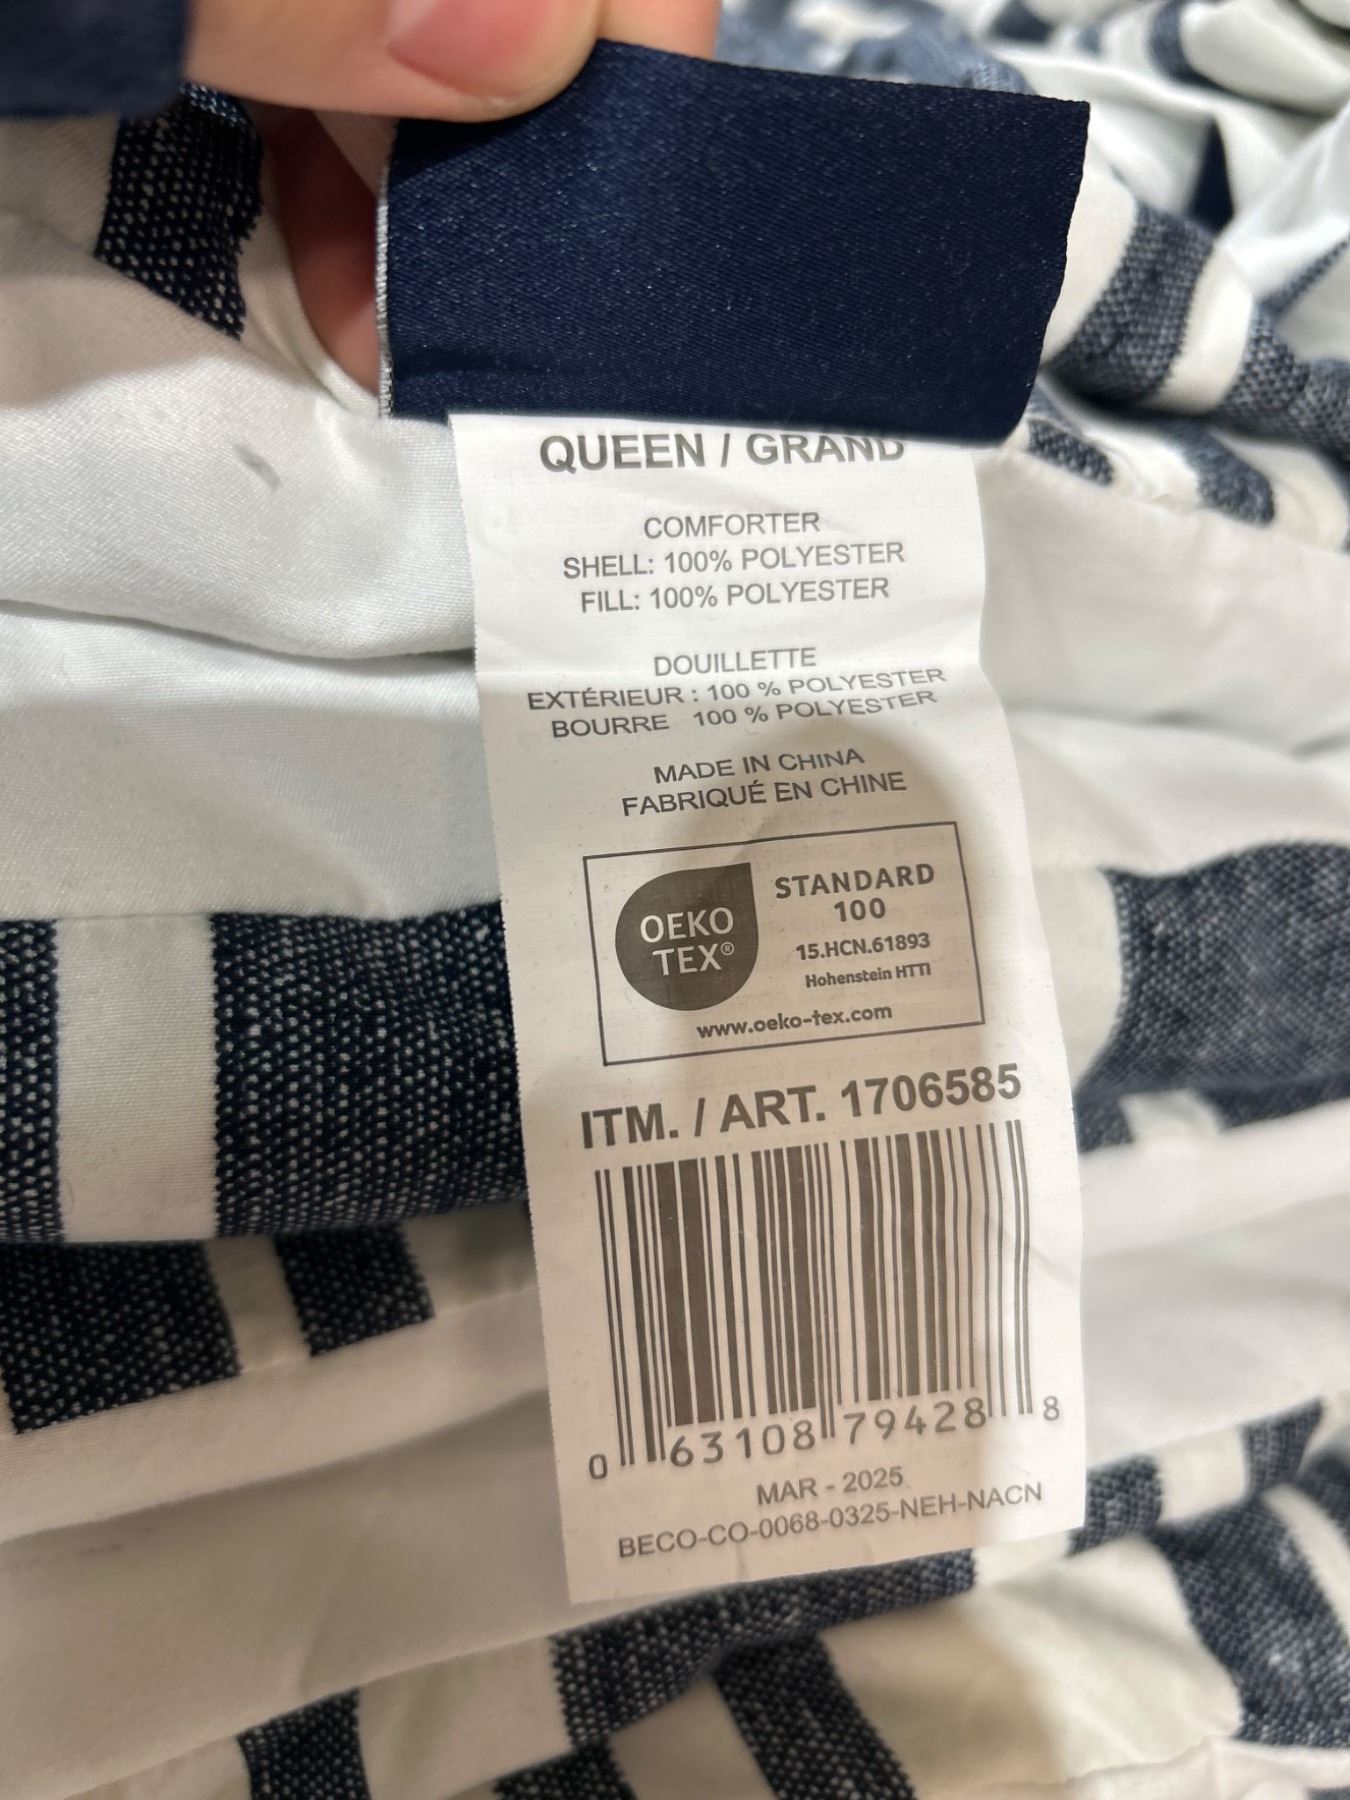 QUEEN / GRAND
COMFORTER
SHELL: 100% POLYESTER
FILL: 100% POLYESTER
DOUILLETTE
EXTÉRIEUR : 100 % POLYESTER
BOURRE 100 % POLYESTER
MADE IN CHINA
FABRIQUÉ EN CHINE
OEKO
TEX®
STANDARD
100
15.HCN.61893
Hohenstein HTTI
www.oeko-tex.com
ITM. / ART. 1706585
0 63108 79428 8
MAR - 2025
BECO-CO-0068-0325-NEH-NACN